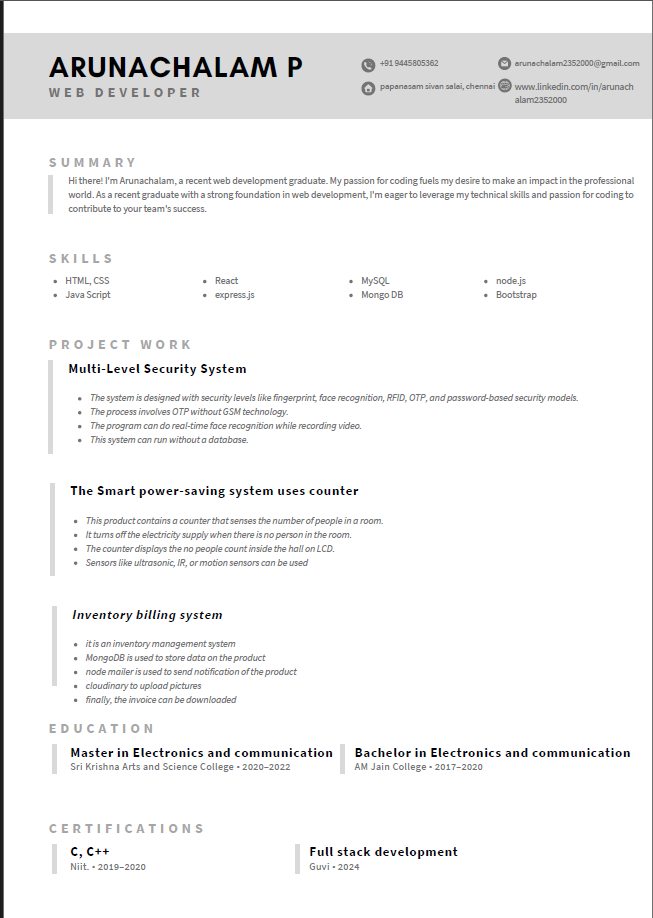 ARUNACHALAM P
WEB DEVELOPER
+91 9445805362
arunachalam2352000@gmail.com
papanasam sivan salai, chennai
www.linkedin.com/in/arunach
alam2352000
SUMMARY
Hi there! I'm Arunachalam, a recent web development graduate. My passion for coding fuels my desire to make an impact in the professional
world. As a recent graduate with a strong foundation in web development, I'm eager to leverage my technical skills and passion for coding to
contribute to your team's success.
SKILLS
• HTML, CSS
• Java Script
• React
• express.js
• MySQL
• Mongo DB
• node.js
• Bootstrap
PROJECT WORK
Multi-Level Security System
• The system is designed with security levels like fingerprint, face recognition, RFID, OTP, and password-based security models.
• The process involves OTP without GSM technology.
• The program can do real-time face recognition while recording video.
• This system can run without a database.
The Smart power-saving system uses counter
• This product contains a counter that senses the number of people in a room.
• It turns off the electricity supply when there is no person in the room.
• The counter displays the no people count inside the hall on LCD.
• Sensors like ultrasonic, IR, or motion sensors can be used
Inventory billing system
• it is an inventory management system
• MongoDB is used to store data on the product
• node mailer is used to send notification of the product
• cloudinary to upload pictures
• finally, the invoice can be downloaded
EDUCATION
Master in Electronics and communication
Sri Krishna Arts and Science College • 2020–2022
Bachelor in Electronics and communication
AM Jain College • 2017–2020
CERTIFICATIONS
C, C++
Niit. • 2019–2020
Full stack development
Guvi • 2024